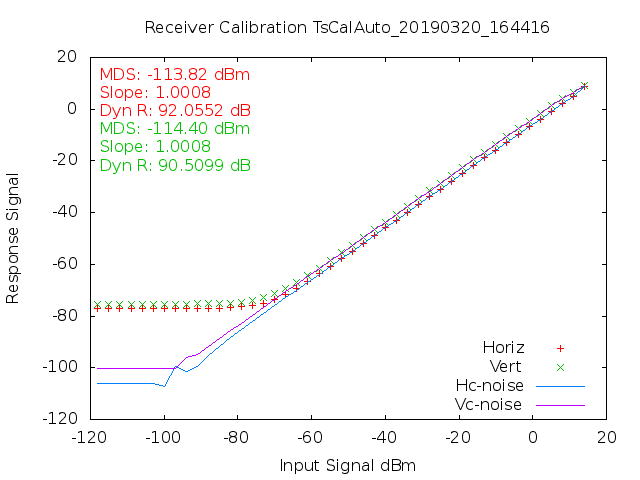 Receiver Calibration TsCalAuto_20190320_164416
20
0
-20
-40
-60
-80
-100
-120
Response Signal
MDS: -113.82 dBm
Slope: 1.0008
Dyn R: 92.0552 dB
MDS: -114.40 dBm
Slope: 1.0008
Dyn R: 90.5099 dB
Horiz
Vert
Hc-noise
Vc-noise
-120 -100 -80 -60 -40 -20 0 20
Input Signal dBm